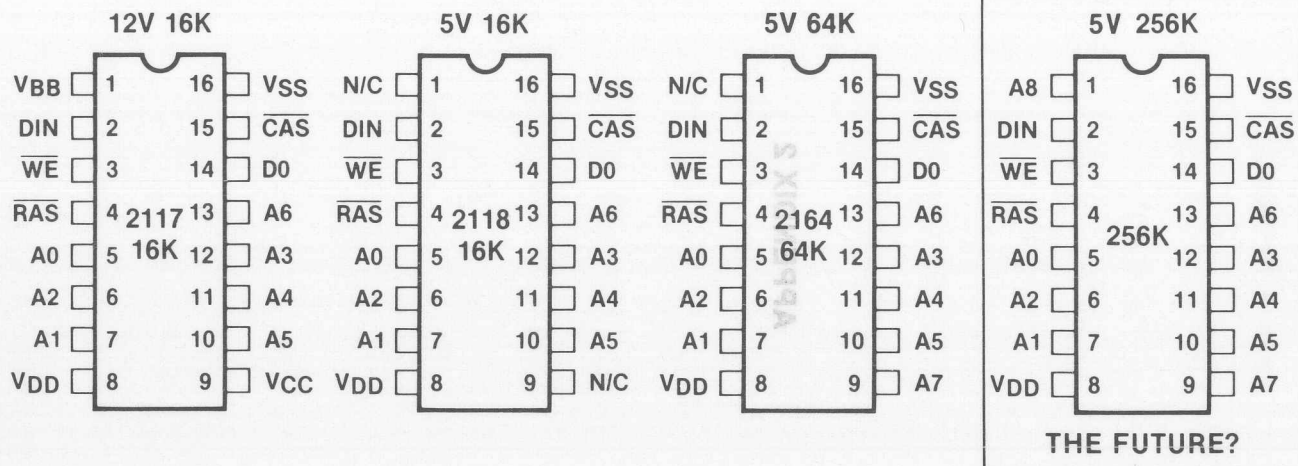 12V 16K 5V 16K 5V 64K 5V 256K
VBB 1 16 VSS N/C 1 16 VSS N/C 1 16 VSS A8 1 16 VSS
DIN 2 15 CAS DIN 2 15 CAS DIN 2 15 CAS DIN 2 15 CAS
WE 3 14 D0 WE 3 14 D0 WE 3 14 D0 WE 3 14 D0
RAS 4 13 A6 RAS 4 13 A6 RAS 4 13 A6 RAS 4 13 A6
2117 2118 2164
16K 16K 64K 256K
A0 5 12 A3 A0 5 12 A3 A0 5 12 A3 A0 5 12 A3
A2 6 11 A4 A2 6 11 A4 A2 6 11 A4 A2 6 11 A4
A1 7 10 A5 A1 7 10 A5 A1 7 10 A5 A1 7 10 A5
VDD 8 9 VCC VDD 8 9 N/C VDD 8 9 A7 VDD 8 9 A7
THE FUTURE?
APPENDIX 2